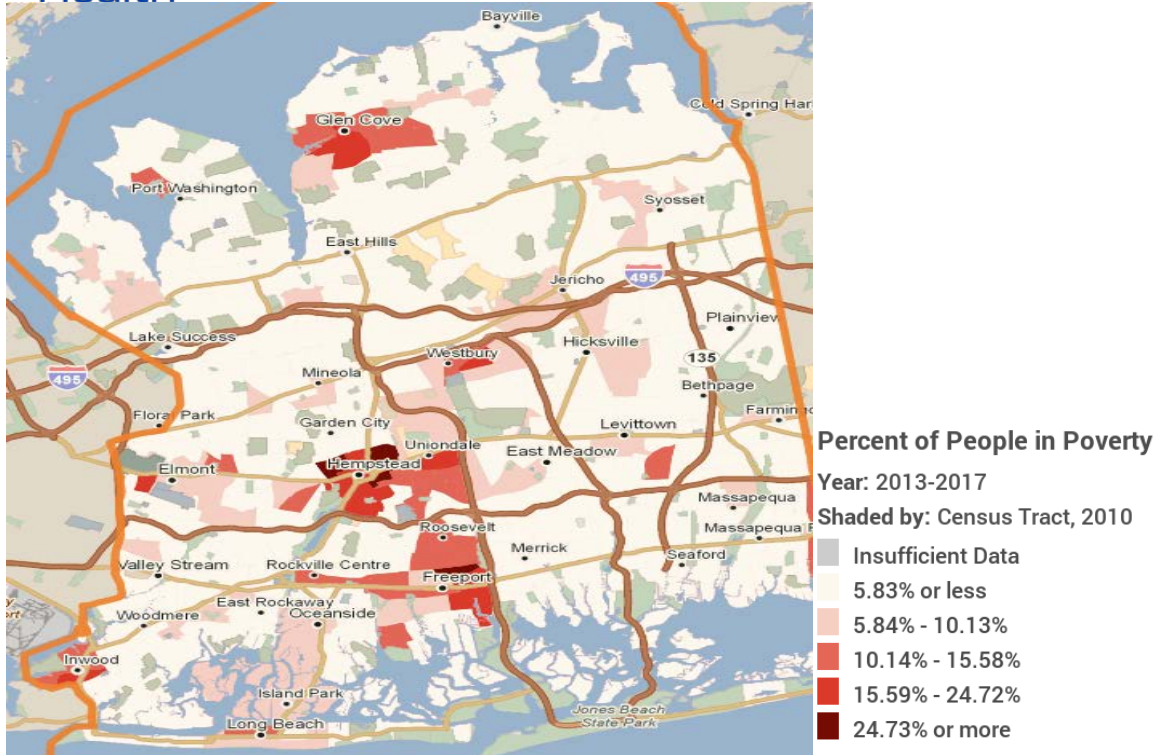 Bayville
Cold Spring Har
Glen Cove
Port Washington
Syosset
East Hills
Jericho
495
Plainview
Lake Success
Hicksville
Westbury
135
495
Mineola
Bethpage
Floral Park
Farming
Garden City
Levittown
Uniondale
East Meadow
Hempstead
Elmont
Massapequa
Roosevelt
Massapequa P
Merrick
Seaford
Valley Stream
Rockville Centre
Freeport
East Rockaway
Woodmere
Oceanside
Inwood
Island Park
Jones Beach
State Park
Long Beach
Percent of People in Poverty
Year: 2013-2017
Shaded by: Census Tract, 2010
Insufficient Data
5.83% or less
5.84% - 10.13%
10.14% - 15.58%
15.59% - 24.72%
24.73% or more